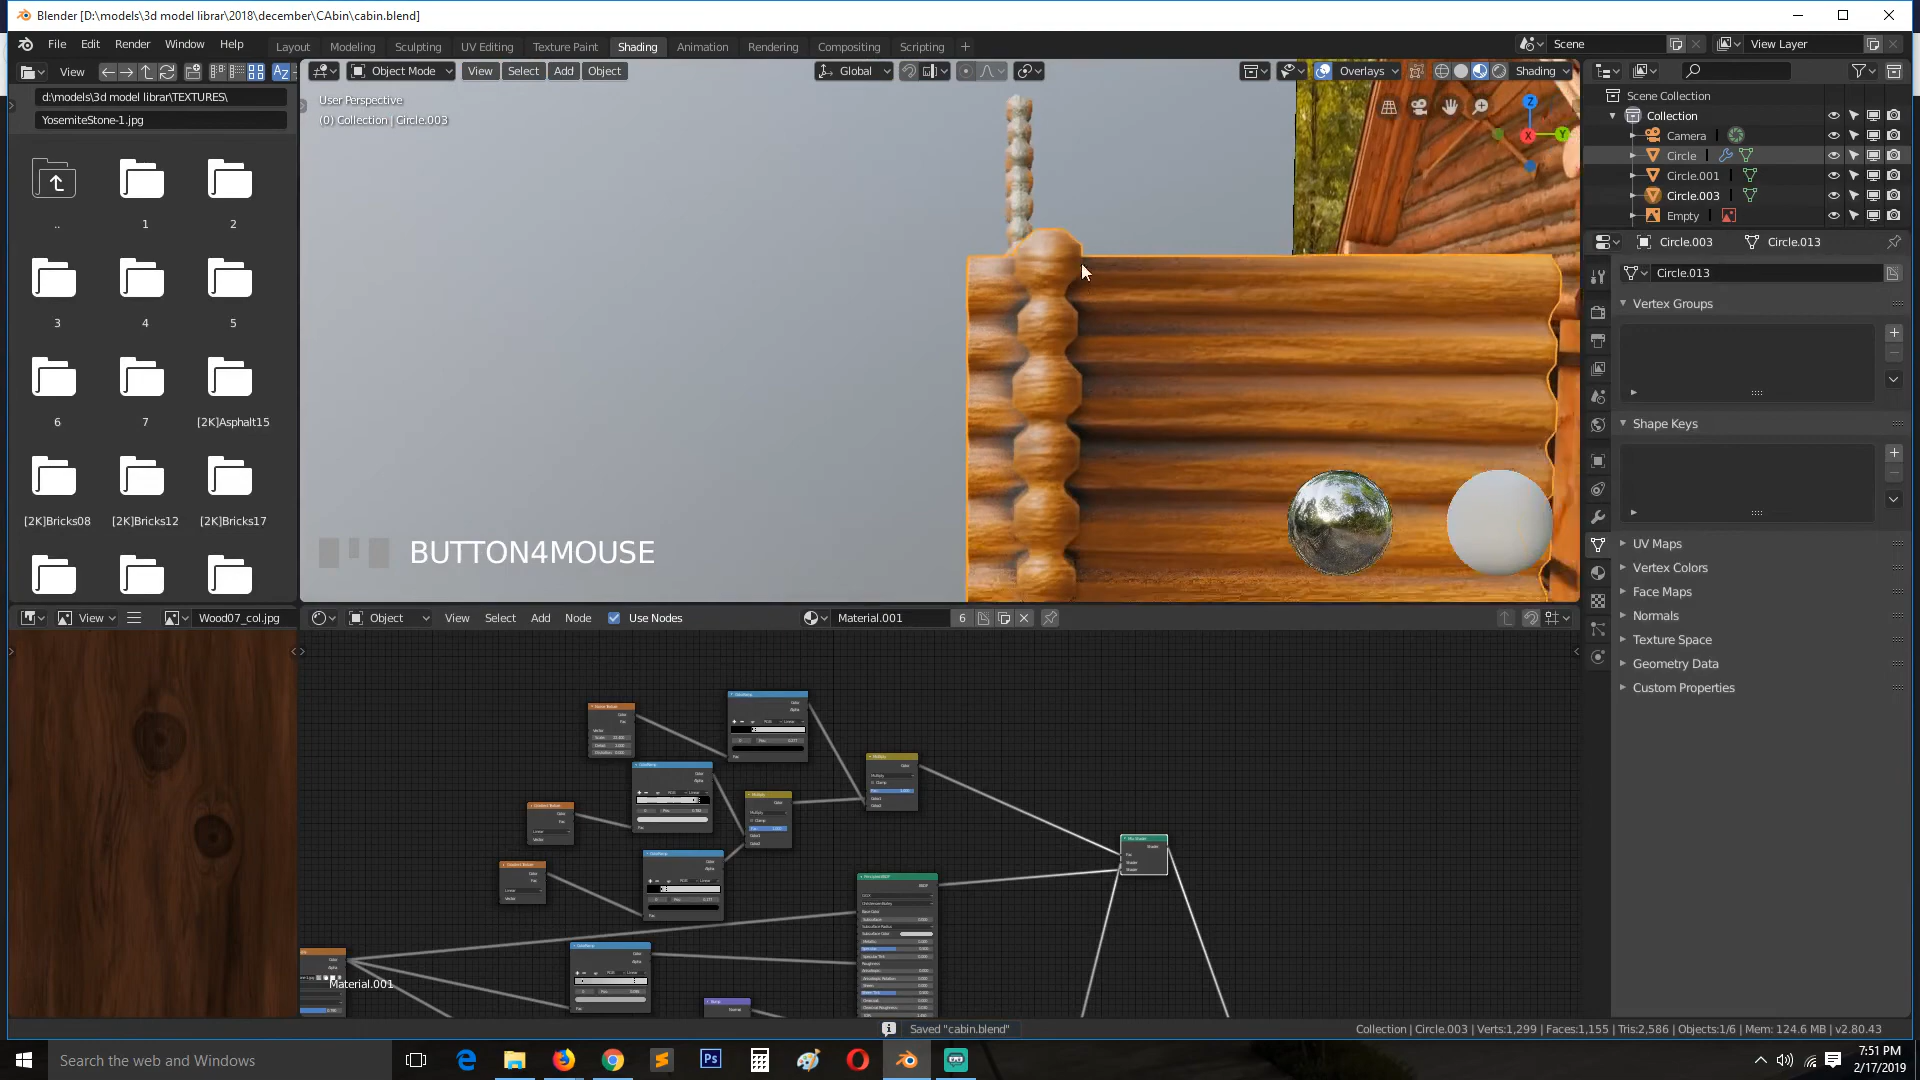 Blender [D:\models\3d model librar\2018\december\CAbin\cabin.blend]
File Edit Render Window Help
Layout Modeling Sculpting UV Editing Texture Paint Shading Animation Rendering Compositing Scripting +
Scene
View Layer
View
d:\models\3d model librar\TEXTURES\
YosemiteStone-1.jpg
..
1
2
3
4
5
6
7
[2K]Asphalt15
[2K]Bricks08
[2K]Bricks12
[2K]Bricks17
Object Mode View Select Add Object
Global
Overlays
Shading
User Perspective
(0) Collection | Circle.003
BUTTON4MOUSE
Scene Collection
Collection
Camera
Circle
Circle.001
Circle.003
Empty
Circle.003 Circle.013
Circle.013
Vertex Groups
Shape Keys
UV Maps
Vertex Colors
Face Maps
Normals
Texture Space
Geometry Data
Custom Properties
View
Wood07_col.jpg
Object View Select Add Node Use Nodes
Material.001 6
Material.001
Saved "cabin.blend"
Collection | Circle.003 | Verts:1,299 | Faces:1,155 | Tris:2,586 | Objects:1/6 | Mem: 124.6 MB | v2.80.43
Search the web and Windows
7:51 PM
2/17/2019